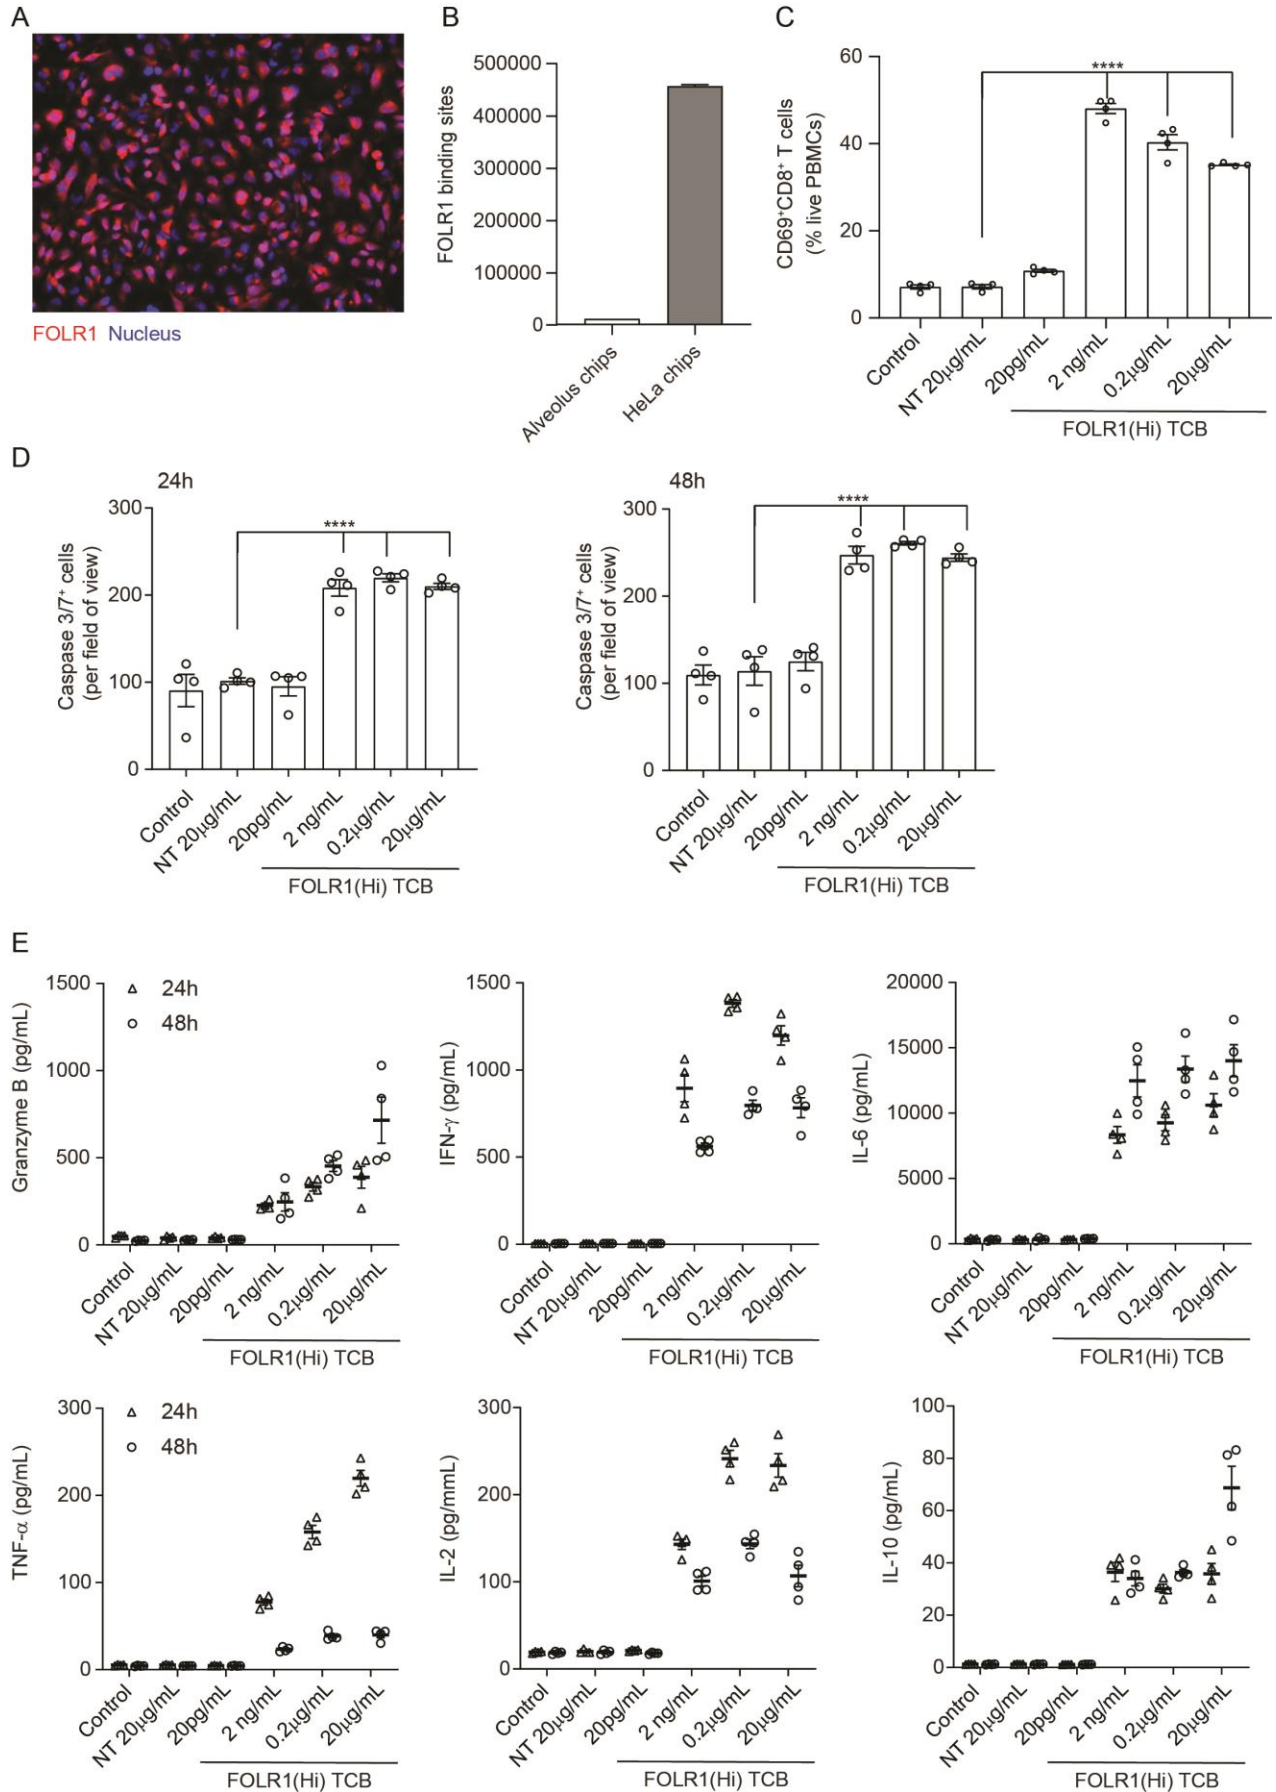 A
FOLR1 Nucleus
B
FOLR1 binding sites
500000
400000
300000
200000
100000
0
Alveolus chips
HeLa chips
C
CD69⁺CD8⁺ T cells
(% live PBMCs)
60
40
20
0
****
Control
NT 20μg/mL
20pg/mL
2 ng/mL
0.2μg/mL
20μg/mL
FOLR1(Hi) TCB
D
24h
Caspase 3/7⁺ cells
(per field of view)
300
200
100
0
****
Control
NT 20μg/mL
20pg/mL
2 ng/mL
0.2μg/mL
20μg/mL
FOLR1(Hi) TCB
48h
Caspase 3/7⁺ cells
(per field of view)
300
200
100
0
****
Control
NT 20μg/mL
20pg/mL
2 ng/mL
0.2μg/mL
20μg/mL
FOLR1(Hi) TCB
E
Granzyme B (pg/mL)
1500
1000
500
0
24h
48h
Control
NT 20μg/mL
20pg/mL
2 ng/mL
0.2μg/mL
20μg/mL
FOLR1(Hi) TCB
IFN-γ (pg/mL)
1500
1000
500
0
Control
NT 20μg/mL
20pg/mL
2 ng/mL
0.2μg/mL
20μg/mL
FOLR1(Hi) TCB
IL-6 (pg/mL)
20000
15000
10000
5000
0
Control
NT 20μg/mL
20pg/mL
2 ng/mL
0.2μg/mL
20μg/mL
FOLR1(Hi) TCB
TNF-α (pg/mL)
300
200
100
0
24h
48h
Control
NT 20μg/mL
20pg/mL
2 ng/mL
0.2μg/mL
20μg/mL
FOLR1(Hi) TCB
IL-2 (pg/mmL)
300
200
100
0
Control
NT 20μg/mL
20pg/mL
2 ng/mL
0.2μg/mL
20μg/mL
FOLR1(Hi) TCB
IL-10 (pg/mL)
100
80
60
40
20
0
Control
NT 20μg/mL
20pg/mL
2 ng/mL
0.2μg/mL
20μg/mL
FOLR1(Hi) TCB